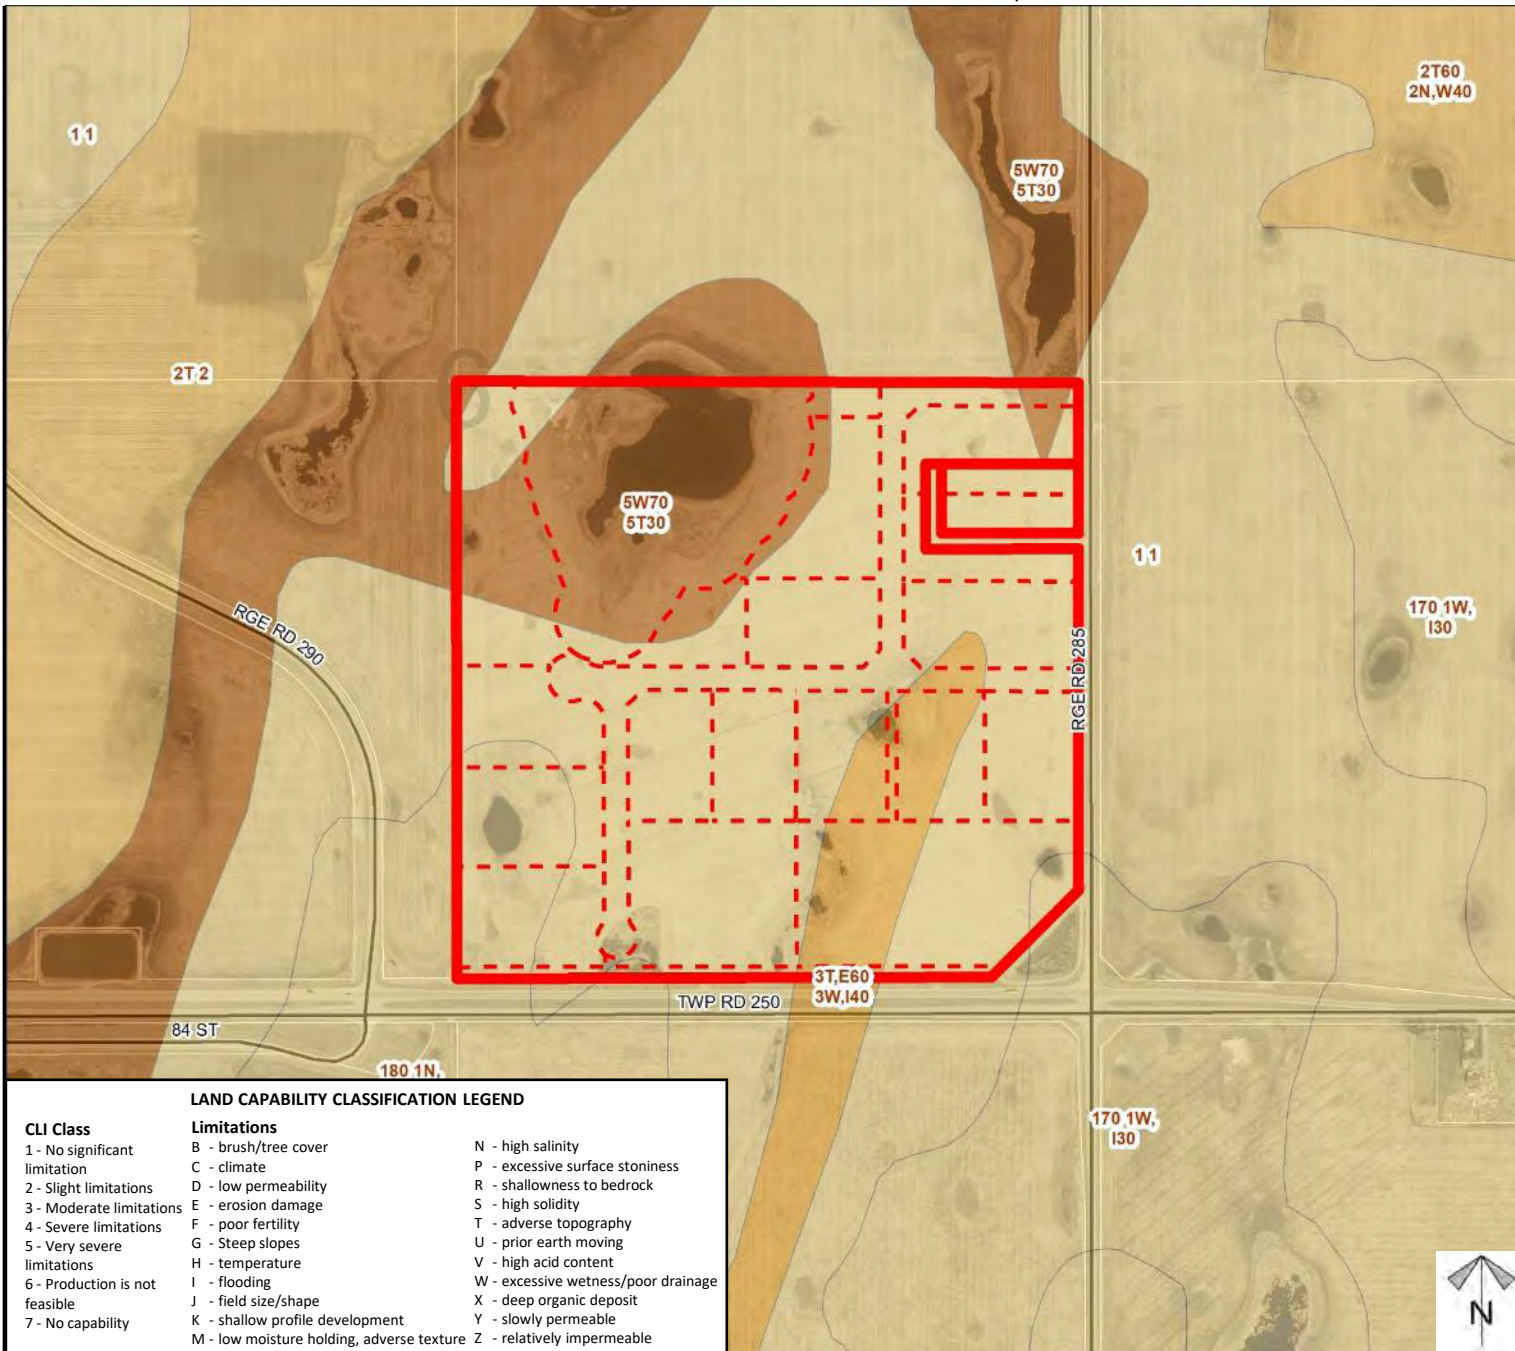 2T60
2N,W40
1 1
5W70
5T30
2T 2
6
5W70
5T30
1 1
RGE RD 290
170 1W,
I30
RGE RD 285
3T,E60
3W,I40
TWP RD 250
84 ST
180 1N,
170 1W,
I30
LAND CAPABILITY CLASSIFICATION LEGEND
CLI Class
1 - No significant
limitation
2 - Slight limitations
3 - Moderate limitations
4 - Severe limitations
5 - Very severe
limitations
6 - Production is not
feasible
7 - No capability
Limitations
B - brush/tree cover
C - climate
D - low permeability
E - erosion damage
F - poor fertility
G - Steep slopes
H - temperature
I - flooding
J - field size/shape
K - shallow profile development
M - low moisture holding, adverse texture
N - high salinity
P - excessive surface stoniness
R - shallowness to bedrock
S - high solidity
T - adverse topography
U - prior earth moving
V - high acid content
W - excessive wetness/poor drainage
X - deep organic deposit
Y - slowly permeable
Z - relatively impermeable
N